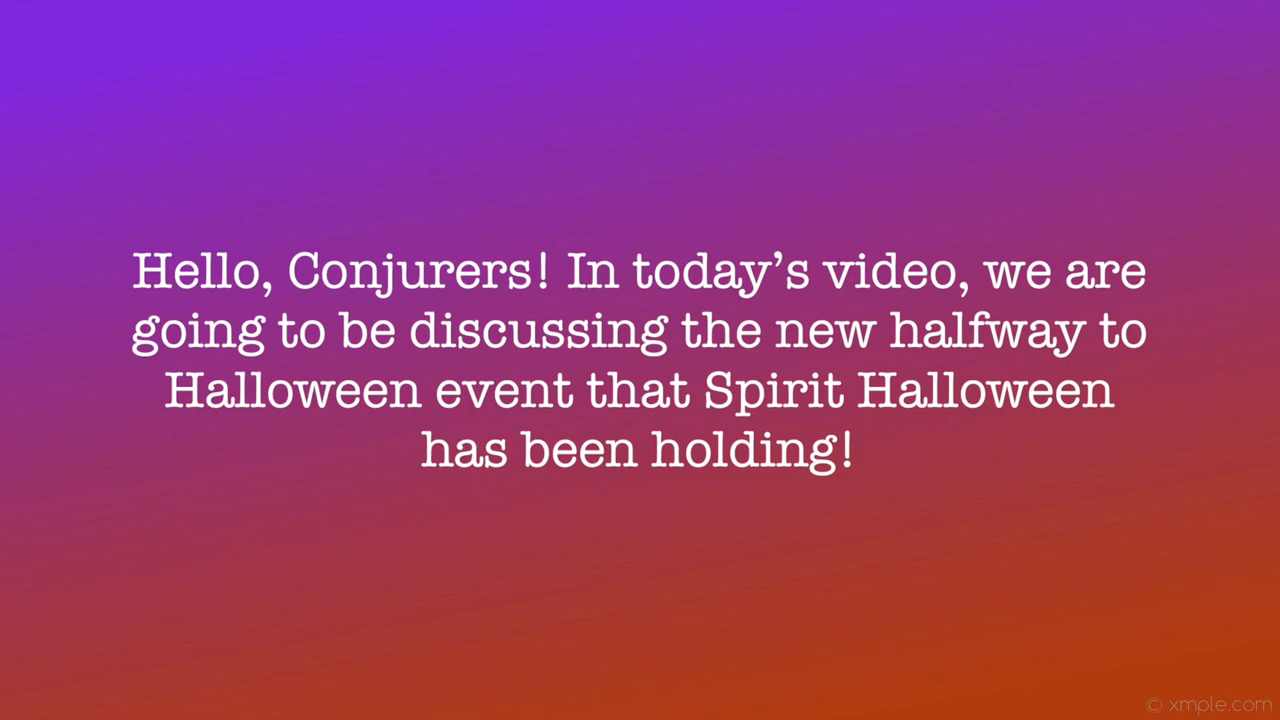 Hello, Conjurers! In today’s video, we are
going to be discussing the new halfway to
Halloween event that Spirit Halloween
has been holding!
© xmple.com